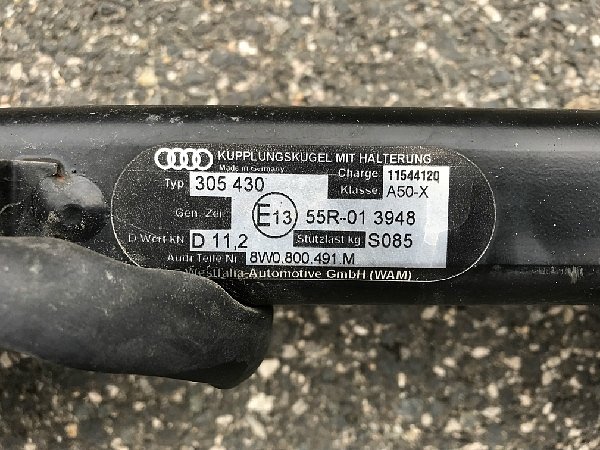 KUPPLUNGSKUGEL MIT HALTERUNG
Made in Germany
Charge 11544120
Typ 305 430 Klasse A50-X
Gen. Zei. E13 55R-01 3948
D Wert kN D 11,2 Stützlast kg S085
Audi Teile Nr. 8W0.800.491.M
Westfalia-Automotive GmbH (WAM)